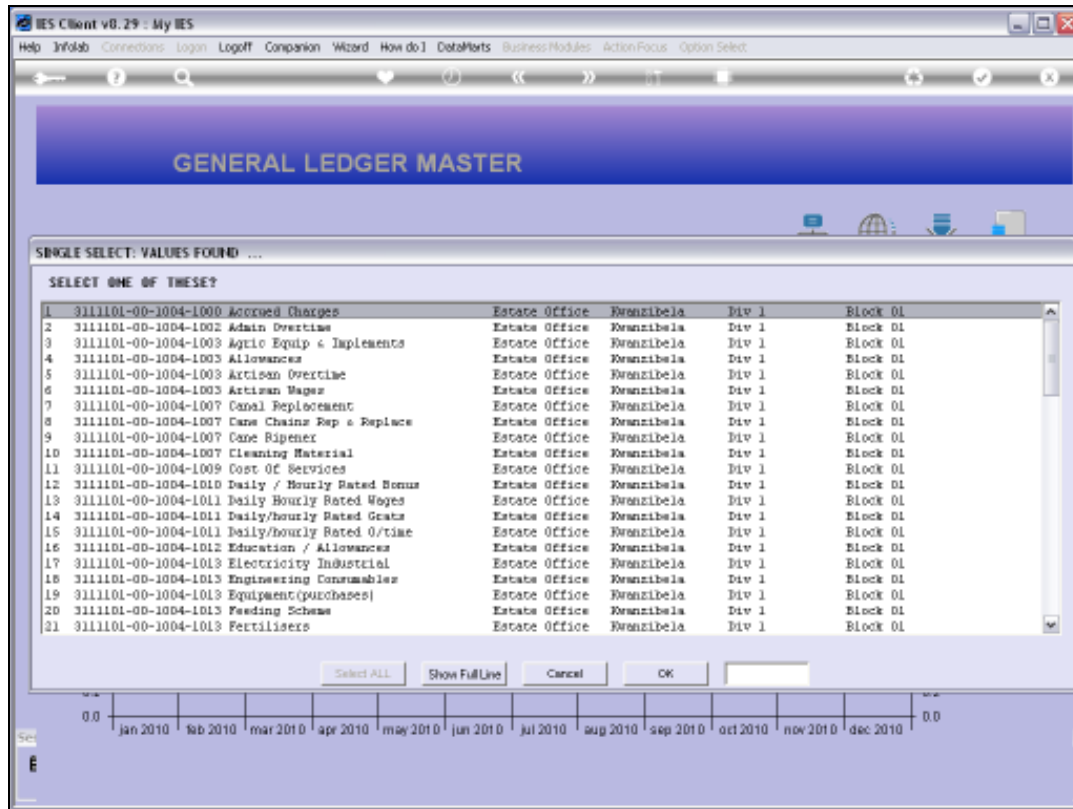 IES Client v8.29 : My IES
Help Infolab Connections Logon Logoff Companion Wizard How do I DataMarts Business Modules Action Focus Option Select
GENERAL LEDGER MASTER
SINGLE SELECT: VALUES FOUND ...
SELECT ONE OF THESE?
1 3111101-00-1004-1000 Accrued Charges Estate Office Kwanzibela Div 1 Block 01
2 3111101-00-1004-1002 Admin Overtime Estate Office Kwanzibela Div 1 Block 01
3 3111101-00-1004-1003 Agric Equip & Implements Estate Office Kwanzibela Div 1 Block 01
4 3111101-00-1004-1003 Allowances Estate Office Kwanzibela Div 1 Block 01
5 3111101-00-1004-1003 Artisan Overtime Estate Office Kwanzibela Div 1 Block 01
6 3111101-00-1004-1003 Artisan Wages Estate Office Kwanzibela Div 1 Block 01
7 3111101-00-1004-1007 Canal Replacement Estate Office Kwanzibela Div 1 Block 01
8 3111101-00-1004-1007 Cane Chains Rep & Replace Estate Office Kwanzibela Div 1 Block 01
9 3111101-00-1004-1007 Cane Ripener Estate Office Kwanzibela Div 1 Block 01
10 3111101-00-1004-1007 Cleaning Material Estate Office Kwanzibela Div 1 Block 01
11 3111101-00-1004-1009 Cost Of Services Estate Office Kwanzibela Div 1 Block 01
12 3111101-00-1004-1010 Daily / Hourly Rated Bonus Estate Office Kwanzibela Div 1 Block 01
13 3111101-00-1004-1011 Daily Hourly Rated Wages Estate Office Kwanzibela Div 1 Block 01
14 3111101-00-1004-1011 Daily/hourly Rated Grats Estate Office Kwanzibela Div 1 Block 01
15 3111101-00-1004-1011 Daily/hourly Rated O/time Estate Office Kwanzibela Div 1 Block 01
16 3111101-00-1004-1012 Education / Allowances Estate Office Kwanzibela Div 1 Block 01
17 3111101-00-1004-1013 Electricity Industrial Estate Office Kwanzibela Div 1 Block 01
18 3111101-00-1004-1013 Engineering Consumables Estate Office Kwanzibela Div 1 Block 01
19 3111101-00-1004-1013 Equipment(purchases) Estate Office Kwanzibela Div 1 Block 01
20 3111101-00-1004-1013 Feeding Scheme Estate Office Kwanzibela Div 1 Block 01
21 3111101-00-1004-1013 Fertilisers Estate Office Kwanzibela Div 1 Block 01
Select ALL Show Full Line Cancel OK
0.0 jan 2010 feb 2010 mar 2010 apr 2010 may 2010 jun 2010 jul 2010 aug 2010 sep 2010 oct 2010 nov 2010 dec 2010 0.0